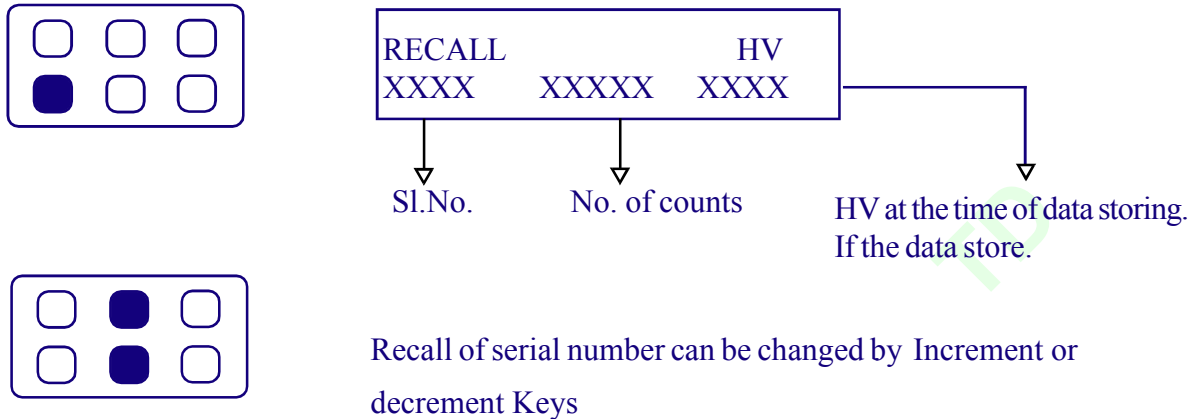 RECALL HV
XXXX XXXXX XXXX
Sl.No. No. of counts
HV at the time of data storing.
If the data store.
TD
Recall of serial number can be changed by Increment or
decrement Keys